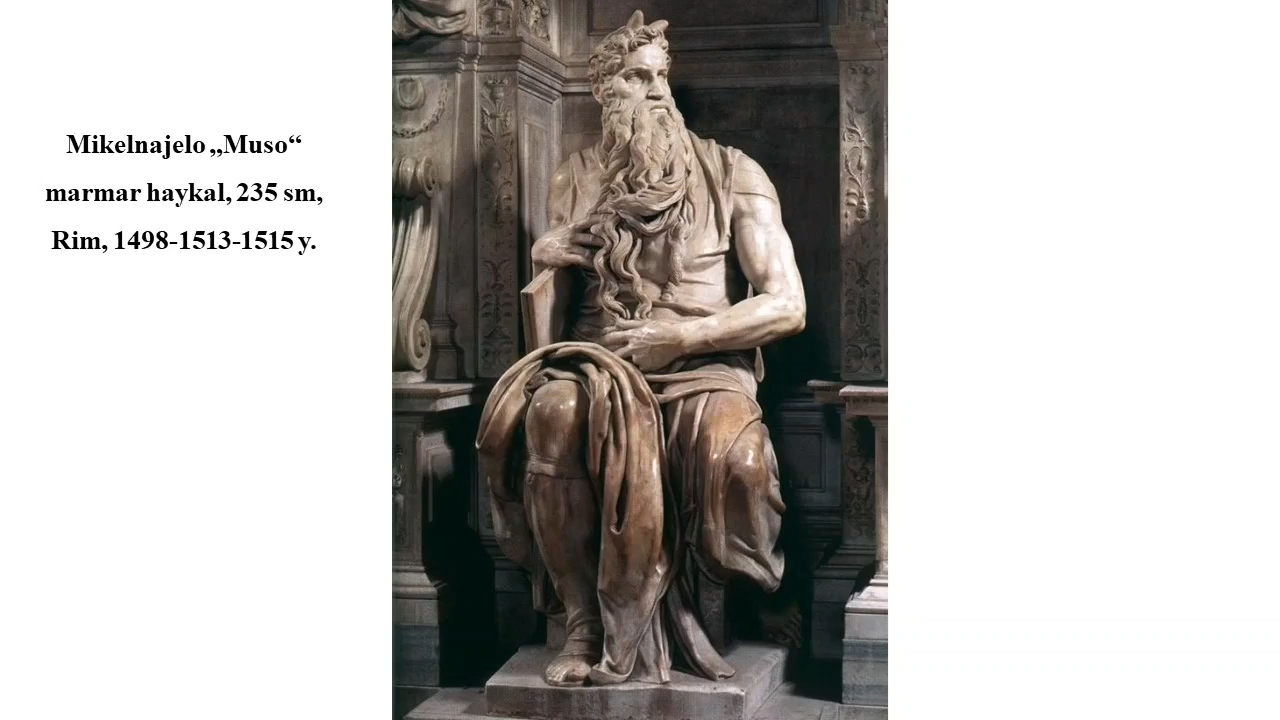 Mikelnajelo „Muso“
marmar haykal, 235 sm,
Rim, 1498-1513-1515 y.